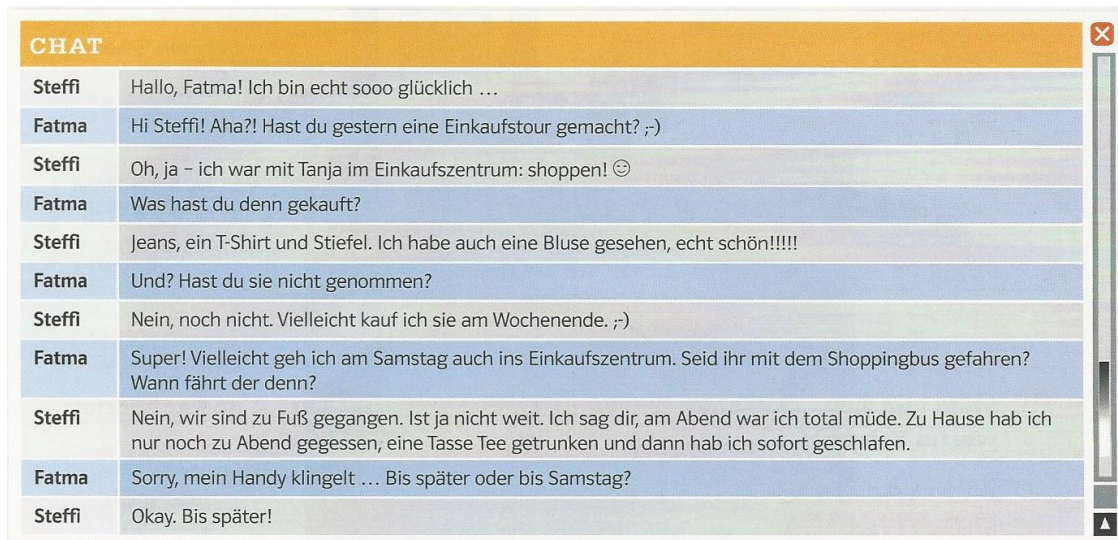 CHAT
Steffi Hallo, Fatma! Ich bin echt sooo glücklich …
Fatma Hi Steffi! Aha?! Hast du gestern eine Einkaufstour gemacht? ;-)
Steffi Oh, ja – ich war mit Tanja im Einkaufszentrum: shoppen! ☺
Fatma Was hast du denn gekauft?
Steffi Jeans, ein T-Shirt und Stiefel. Ich habe auch eine Bluse gesehen, echt schön!!!!!
Fatma Und? Hast du sie nicht genommen?
Steffi Nein, noch nicht. Vielleicht kauf ich sie am Wochenende. ;-)
Fatma Super! Vielleicht geh ich am Samstag auch ins Einkaufszentrum. Seid ihr mit dem Shoppingbus gefahren?
Wann fährt der denn?
Steffi Nein, wir sind zu Fuß gegangen. Ist ja nicht weit. Ich sag dir, am Abend war ich total müde. Zu Hause hab ich
nur noch zu Abend gegessen, eine Tasse Tee getrunken und dann hab ich sofort geschlafen.
Fatma Sorry, mein Handy klingelt … Bis später oder bis Samstag?
Steffi Okay. Bis später!